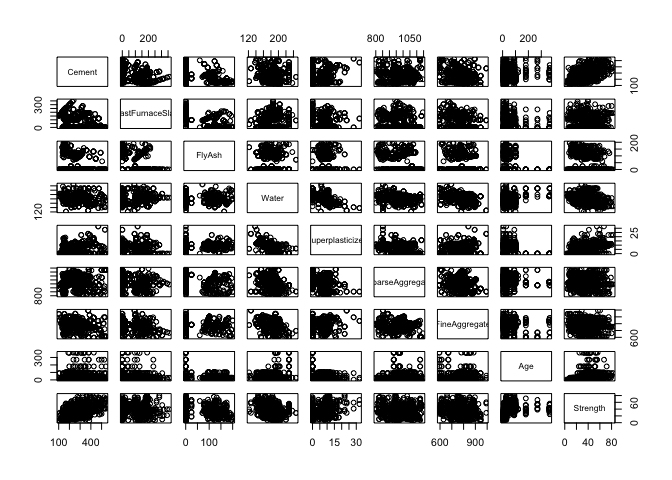 0 200
120 200
800 1050
0 200
Cement
100
0 300
astFurnaceSla
FlyAsh
0 200
120
Water
uperplasticize
0 25
800
oarseAggrega
FineAggregate
600
0 300
Age
Strength
0 60
100 400
0 100
0 15 30
600 900
0 40 80